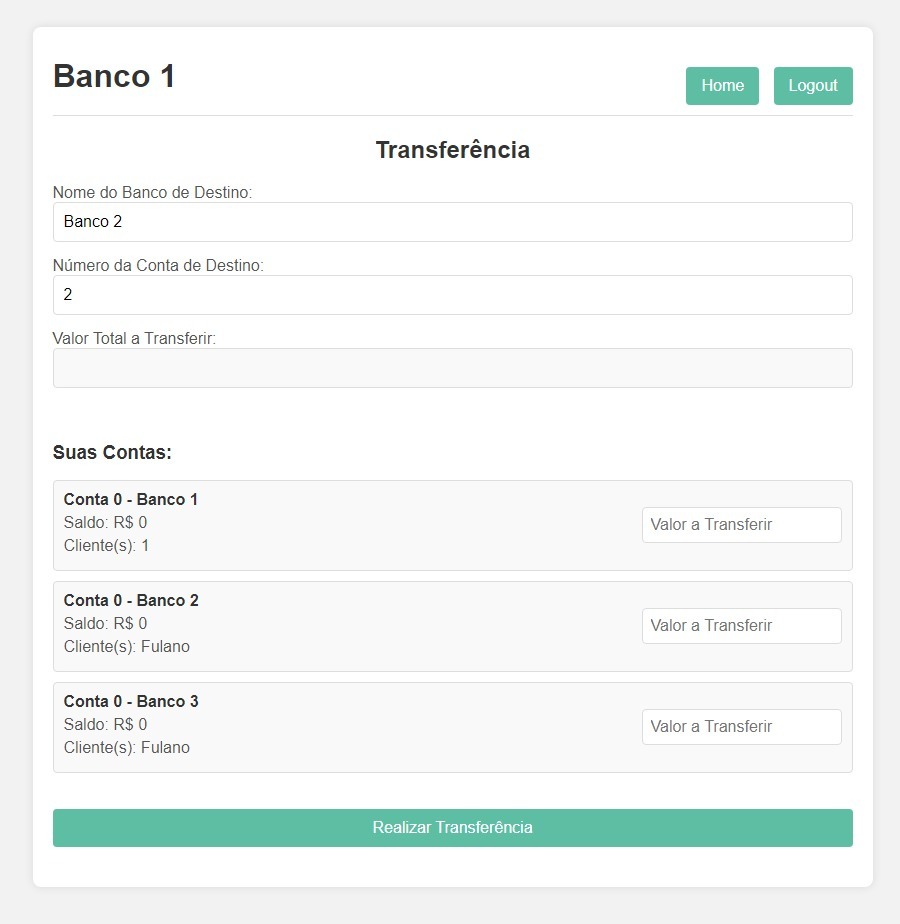 Banco 1
Home
Logout
Transferência
Nome do Banco de Destino:
Banco 2
Número da Conta de Destino:
2
Valor Total a Transferir:
Suas Contas:
Conta 0 - Banco 1
Saldo: R$ 0
Cliente(s): 1
Valor a Transferir
Conta 0 - Banco 2
Saldo: R$ 0
Cliente(s): Fulano
Valor a Transferir
Conta 0 - Banco 3
Saldo: R$ 0
Cliente(s): Fulano
Valor a Transferir
Realizar Transferência